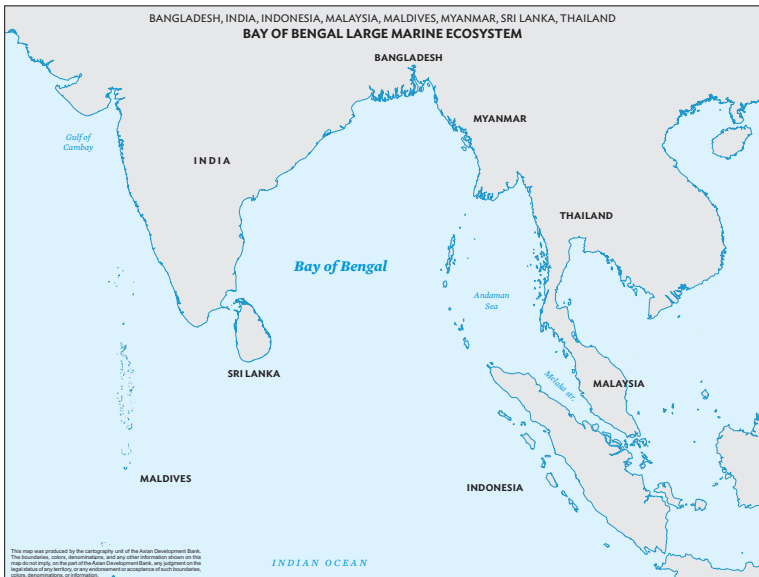 BANGLADESH, INDIA, INDONESIA, MALAYSIA, MALDIVES, MYANMAR, SRI LANKA, THAILAND
BAY OF BENGAL LARGE MARINE ECOSYSTEM
BANGLADESH
MYANMAR
Gulf of
Cambay
INDIA
THAILAND
Bay of Bengal
Andaman
Sea
SRI LANKA
Melaka str.
MALAYSIA
MALDIVES
INDONESIA
This map was produced by the cartography unit of the Asian Development Bank.
The boundaries, colors, denominations, and any other information shown on this
map do not imply, on the part of the Asian Development Bank, any judgment on the
legal status of any territory, or any endorsement or acceptance of such boundaries,
colors, denominations, or information.
INDIAN OCEAN